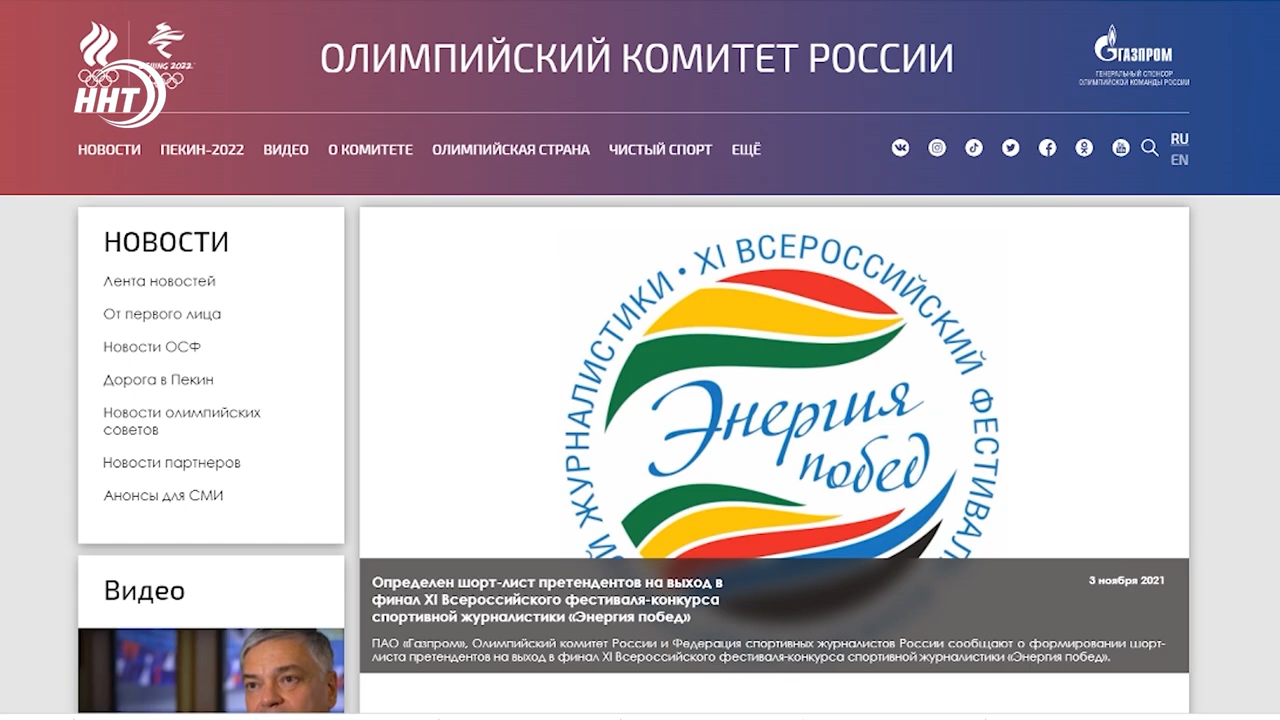 ОЛИМПИЙСКИЙ КОМИТЕТ РОССИИ
2022
ННТ
ГАЗПРОМ
ГЕНЕРАЛЬНЫЙ СПОНСОР
ОЛИМПИЙСКОЙ КОМАНДЫ РОССИИ
НОВОСТИ ПЕКИН-2022 ВИДЕО О КОМИТЕТЕ ОЛИМПИЙСКАЯ СТРАНА ЧИСТЫЙ СПОРТ ЕЩЁ
RU
EN
НОВОСТИ
Лента новостей
От первого лица
Новости ОСФ
Дорога в Пекин
Новости олимпийских
советов
Новости партнеров
Анонсы для СМИ
Видео
ЖУРНАЛИСТИКИ • XI ВСЕРОССИЙСКИЙ ФЕСТИВАЛ
Энергия
побед
Определен шорт-лист претендентов на выход в
финал XI Всероссийского фестиваля-конкурса
спортивной журналистики «Энергия побед»
3 ноября 2021
ПАО «Газпром», Олимпийский комитет России и Федерация спортивных журналистов России сообщают о формировании шорт-
листа претендентов на выход в финал XI Всероссийского фестиваля-конкурса спортивной журналистики «Энергия побед».